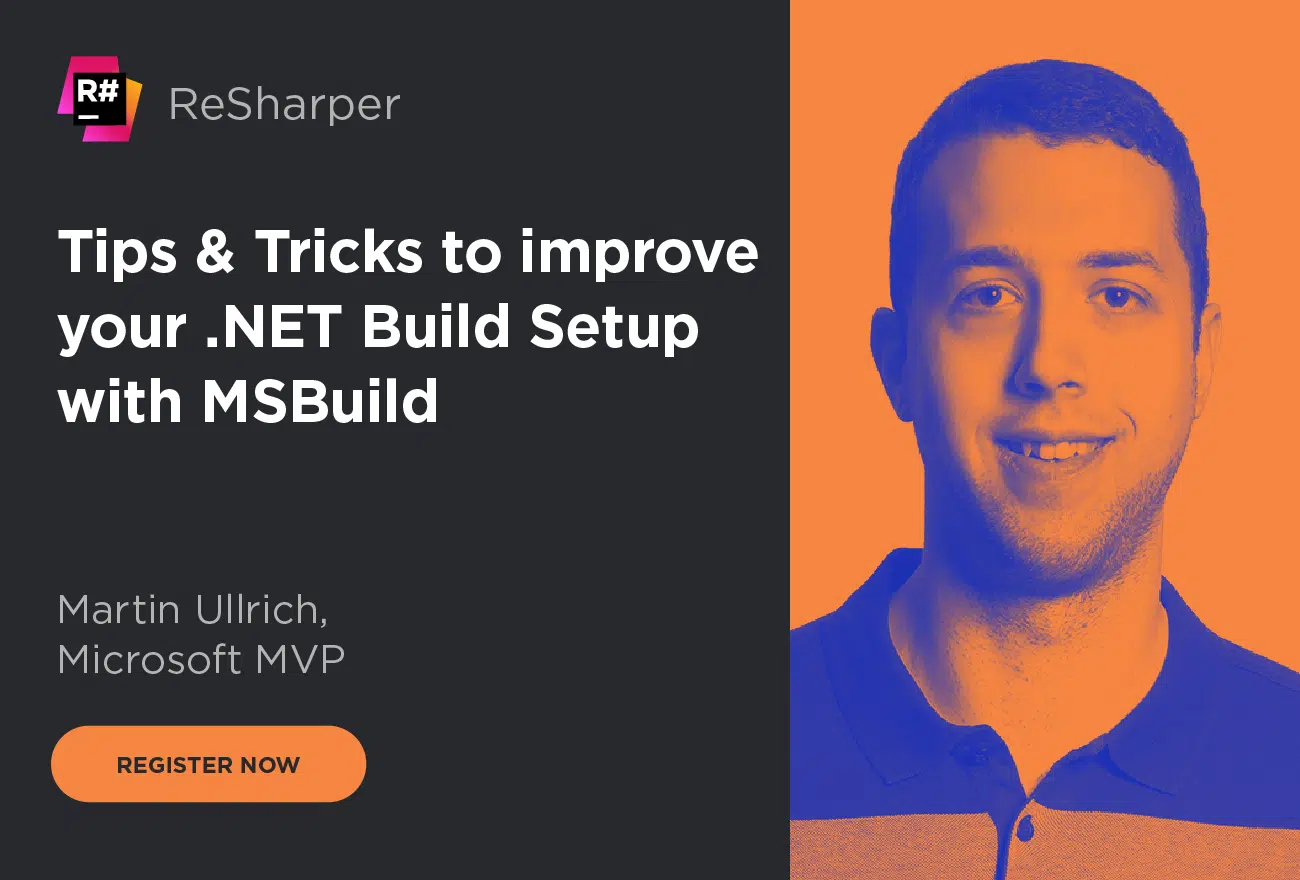 R#
ReSharper
Tips & Tricks to improve
your .NET Build Setup
with MSBuild
Martin Ullrich,
Microsoft MVP
REGISTER NOW